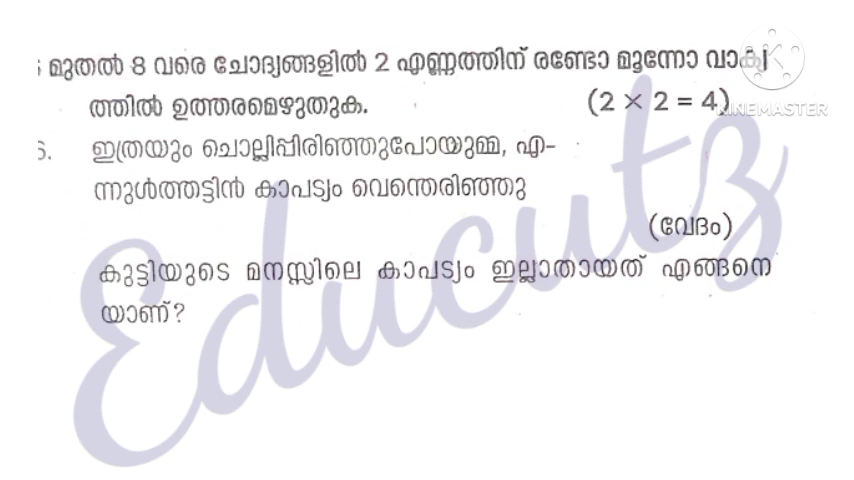 മുതൽ 8 വരെ ചോദ്യങ്ങളിൽ 2 എണ്ണത്തിന് രണ്ടോ മൂന്നോ വാക്യ
ത്തിൽ ഉത്തരമെഴുതുക. (2 × 2 = 4)
KINEMASTER
6. ഇത്രയും ചൊല്ലിപ്പിരിഞ്ഞുപോയുമ്മ, എ-
ന്നുൾത്തട്ടിൻ കാപട്യം വെന്തെരിഞ്ഞു
(വേദം)
കുട്ടിയുടെ മനസ്സിലെ കാപട്യം ഇല്ലാതായത് എങ്ങനെ
യാണ്?
Educutz